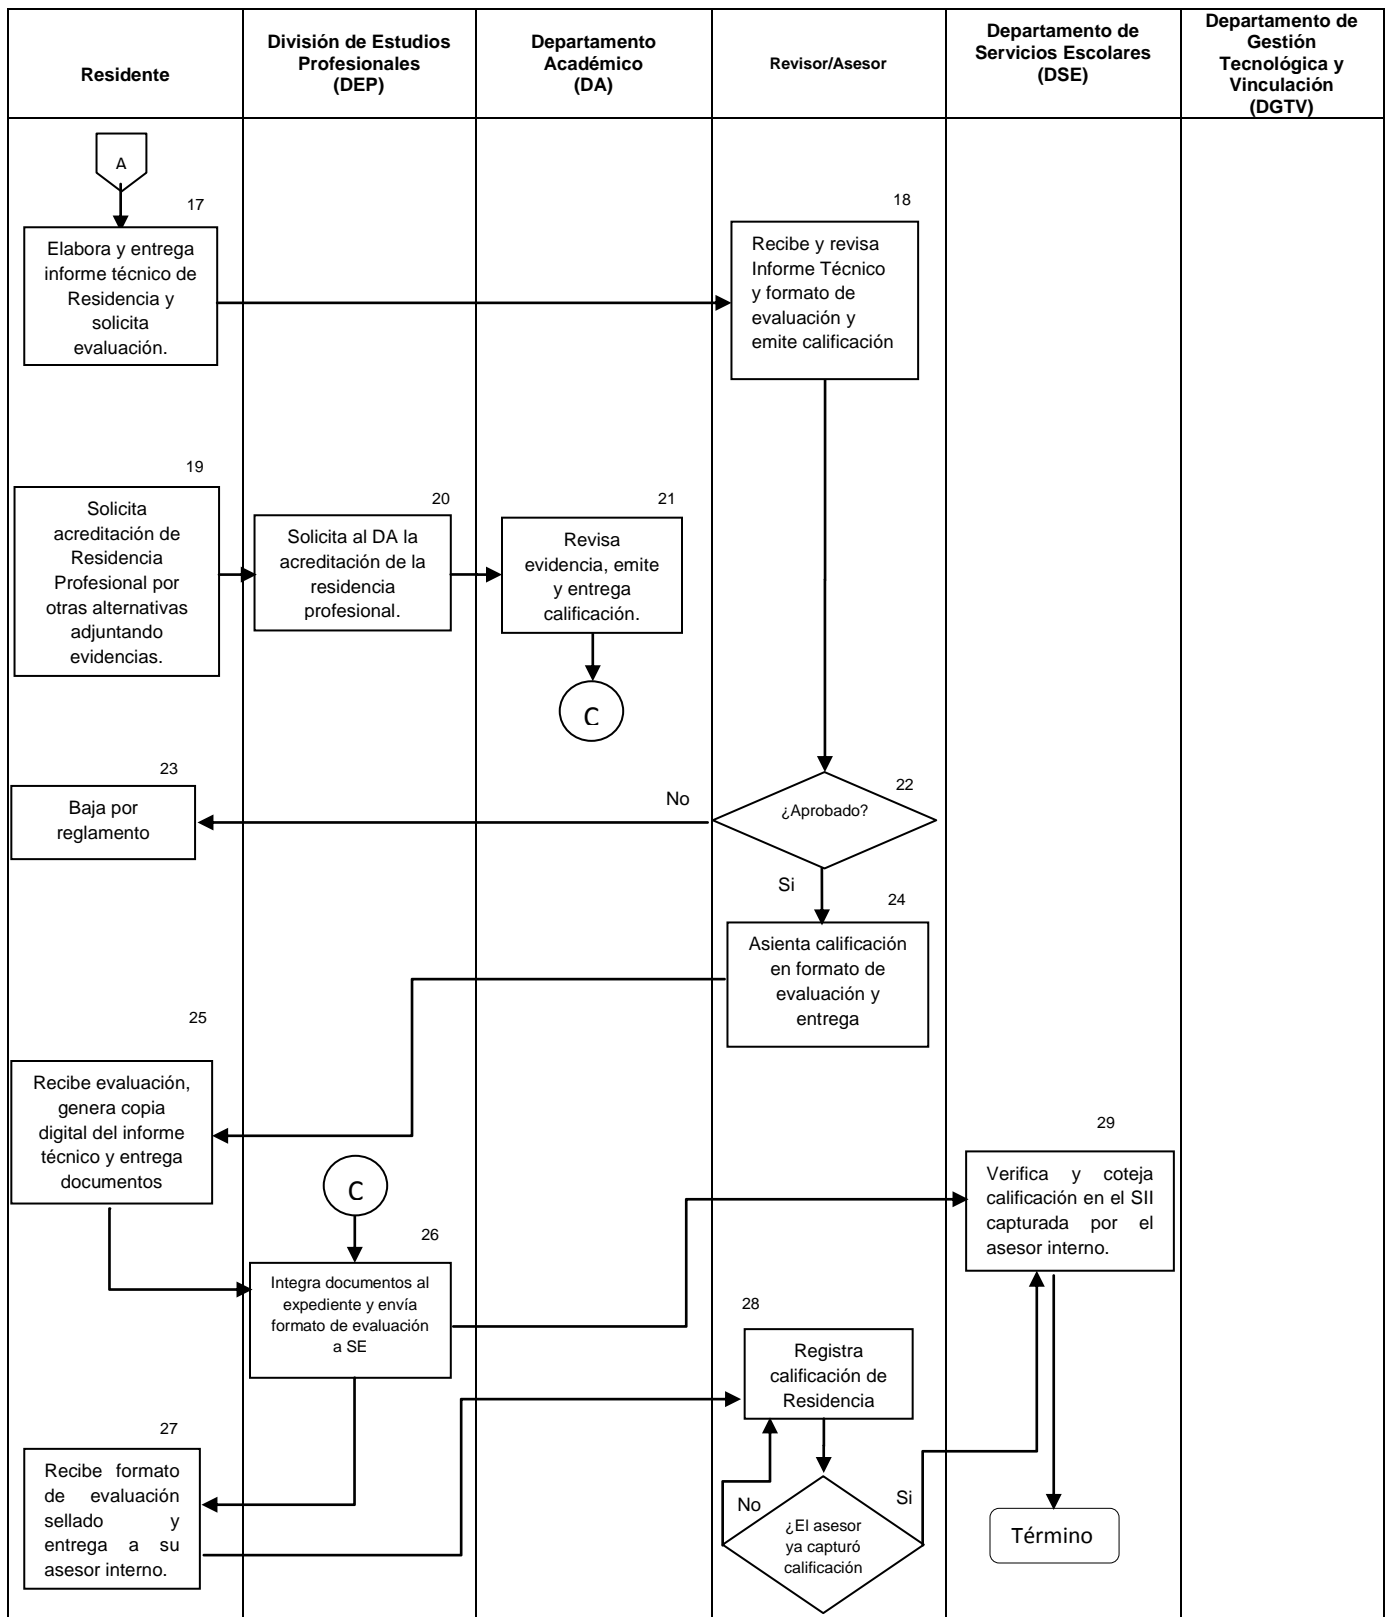 Residente
División de Estudios
Profesionales
(DEP)
Departamento
Académico
(DA)
Revisor/Asesor
Departamento de
Servicios Escolares
(DSE)
Departamento de
Gestión
Tecnológica y
Vinculación
(DGTV)
A
17
Elabora y entrega
informe técnico de
Residencia y
solicita
evaluación.
18
Recibe y revisa
Informe Técnico
y formato de
evaluación y
emite calificación
19
Solicita
acreditación de
Residencia
Profesional por
otras alternativas
adjuntando
evidencias.
20
Solicita al DA la
acreditación de la
residencia
profesional.
21
Revisa
evidencia, emite
y entrega
calificación.
C
22
¿Aprobado?
No
23
Baja por
reglamento
Si
24
Asienta calificación
en formato de
evaluación y
entrega
25
Recibe evaluación,
genera copia
digital del informe
técnico y entrega
documentos
C
26
Integra documentos al
expediente y envía
formato de evaluación
a SE
27
Recibe formato
de evaluación
sellado y
entrega a su
asesor interno.
28
Registra
calificación de
Residencia
No
Si
¿El asesor
ya capturó
calificación
29
Verifica y coteja
calificación en el SII
capturada por el
asesor interno.
Término